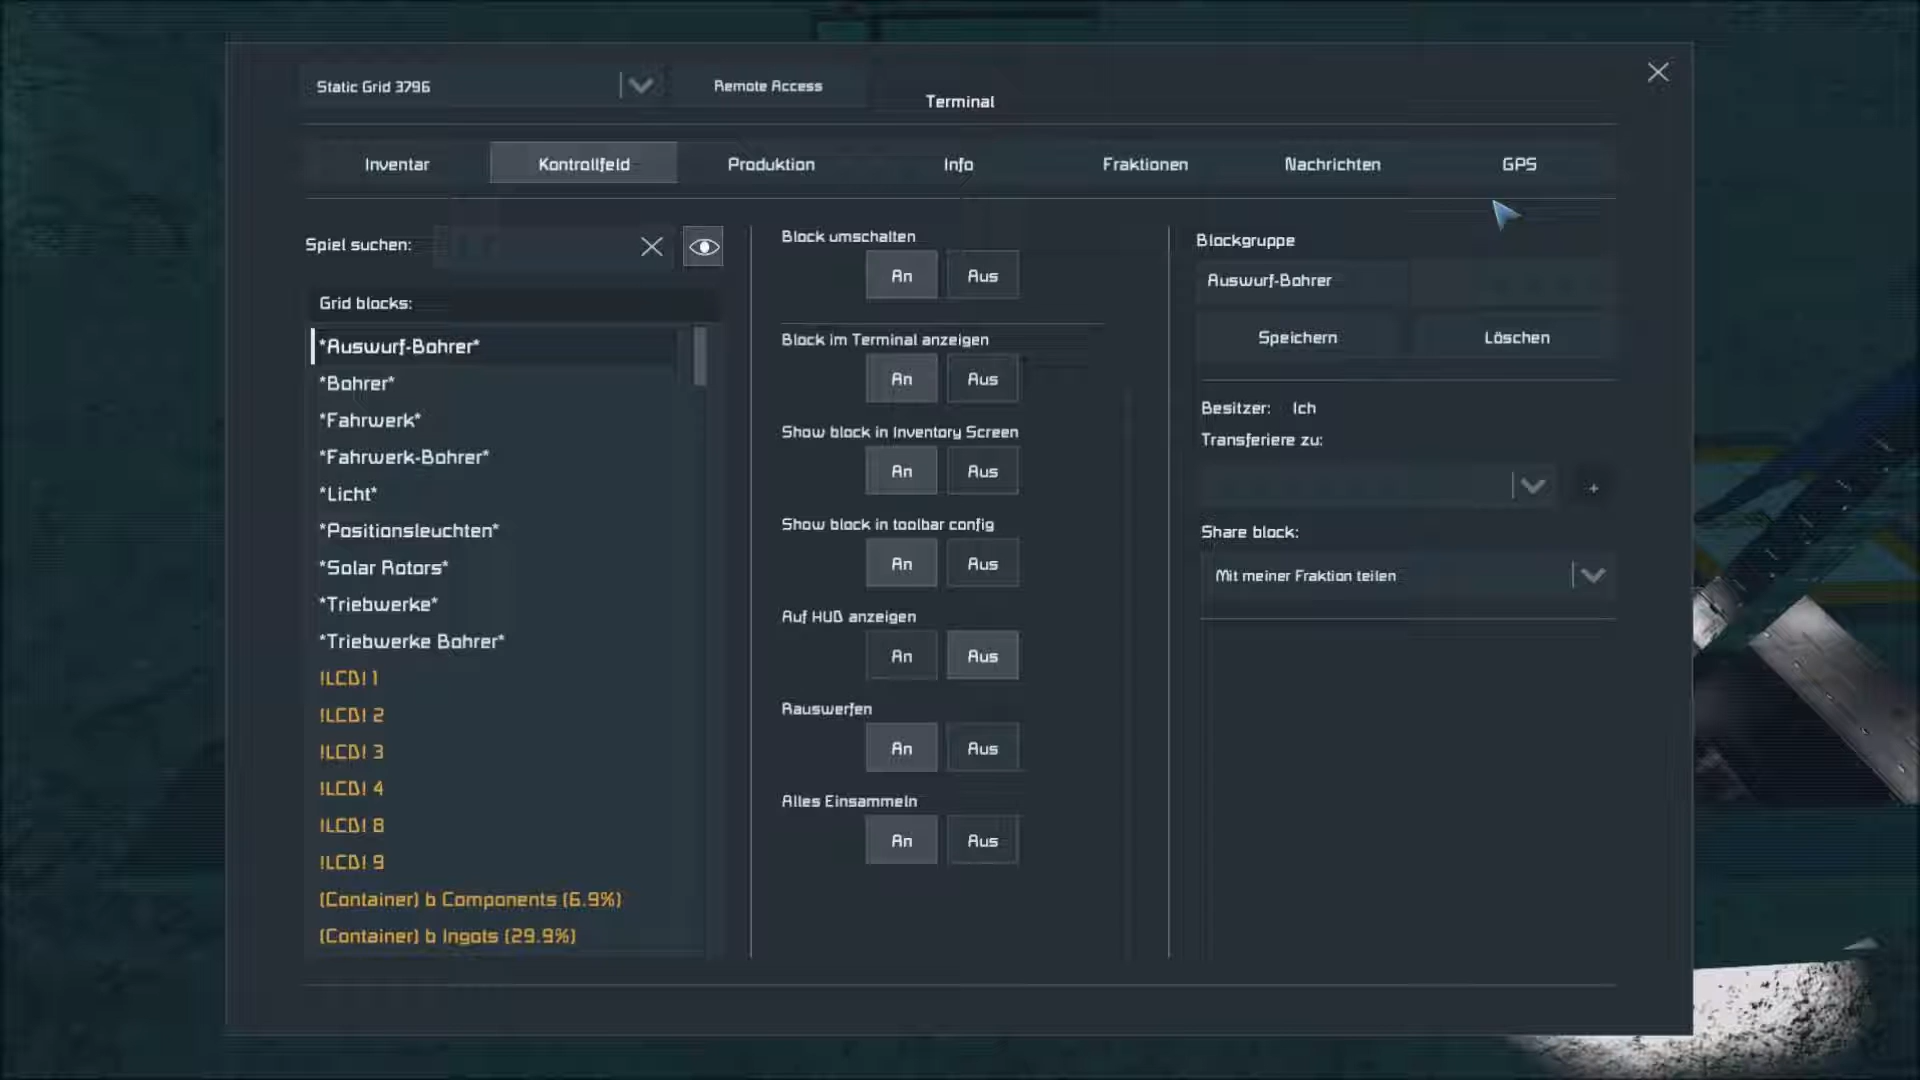 Static Grid 3796
Remote Access
Terminal
Inventar
Kontrollfeld
Produktion
Info
Fraktionen
Nachrichten
GPS
Spiel suchen:
Grid blocks:
*Auswurf-Bohrer*
*Bohrer*
*Fahrwerk*
*Fahrwerk-Bohrer*
*Licht*
*Positionsleuchten*
*Solar Rotors*
*Triebwerke*
*Triebwerke Bohrer*
!LCD! 1
!LCD! 2
!LCD! 3
!LCD! 4
!LCD! 8
!LCD! 9
(Container) b Components (6.9%)
(Container) b Ingots (29.9%)
Block umschalten
An Aus
Block im Terminal anzeigen
An Aus
Show block in Inventory Screen
An Aus
Show block in toolbar config
An Aus
Auf HUD anzeigen
An Aus
Rauswerfen
An Aus
Alles Einsammeln
An Aus
Blockgruppe
Auswurf-Bohrer
Speichern Löschen
Besitzer: Ich
Transferiere zu:
+
Share block:
Mit meiner Fraktion teilen